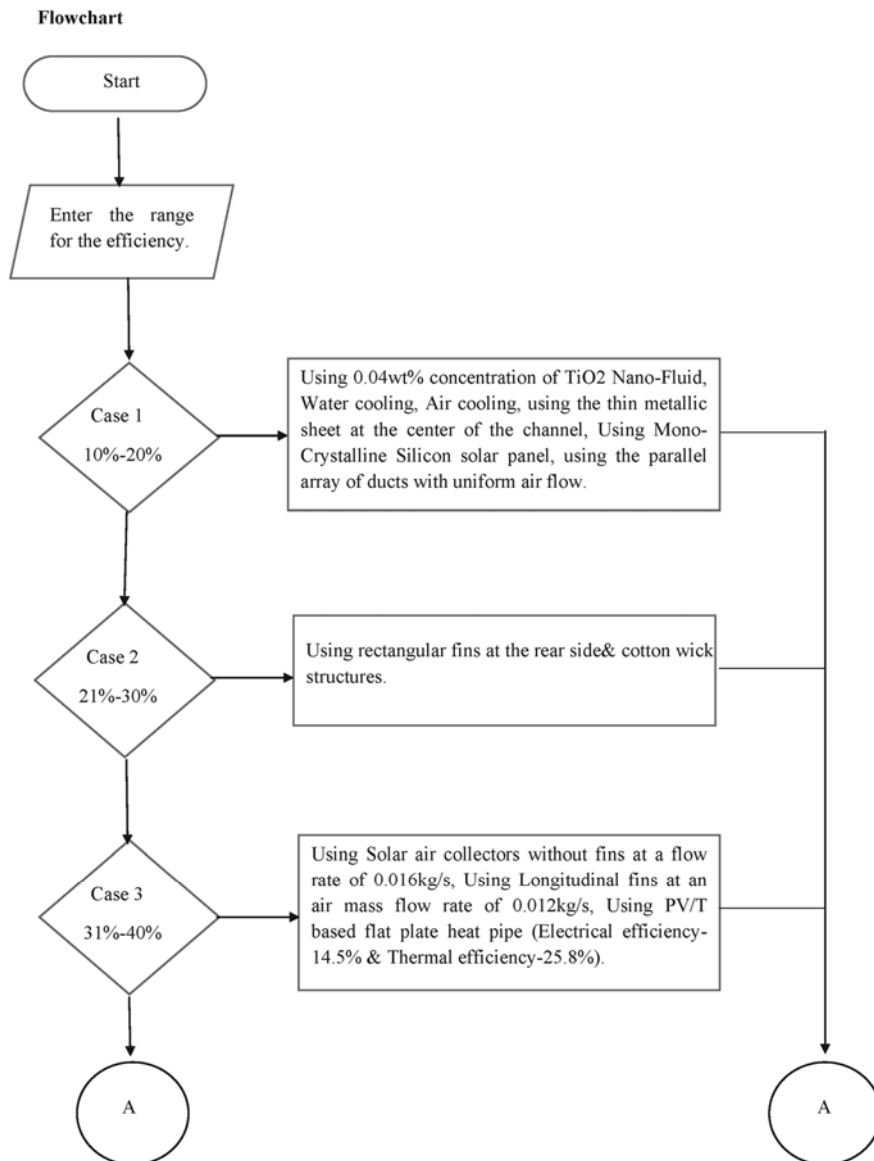 Flowchart
Start
Enter the range
for the efficiency.
Case 1
10%-20%
Using 0.04wt% concentration of TiO2 Nano-Fluid,
Water cooling, Air cooling, using the thin metallic
sheet at the center of the channel, Using Mono-
Crystalline Silicon solar panel, using the parallel
array of ducts with uniform air flow.
Case 2
21%-30%
Using rectangular fins at the rear side& cotton wick
structures.
Case 3
31%-40%
Using Solar air collectors without fins at a flow
rate of 0.016kg/s, Using Longitudinal fins at an
air mass flow rate of 0.012kg/s, Using PV/T
based flat plate heat pipe (Electrical efficiency-
14.5% & Thermal efficiency-25.8%).
A
A